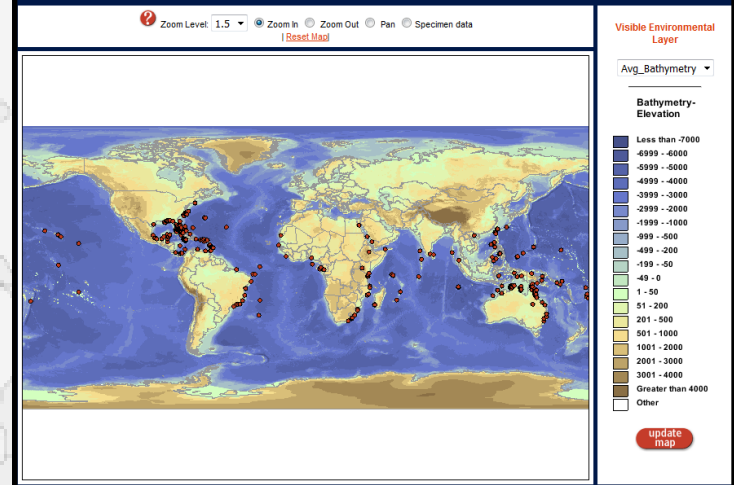 Zoom Level: 1.5 Zoom In Zoom Out Pan Specimen data
| Reset Map|
Visible Environmental
Layer
Avg_Bathymetry
Bathymetry-
Elevation
Less than -7000
-6999 - -6000
-5999 - -5000
-4999 - -4000
-3999 - -3000
-2999 - -2000
-1999 - -1000
-999 - -500
-499 - -200
-199 - -50
-49 - 0
1 - 50
51 - 200
201 - 500
501 - 1000
1001 - 2000
2001 - 3000
3001 - 4000
Greater than 4000
Other
update
map